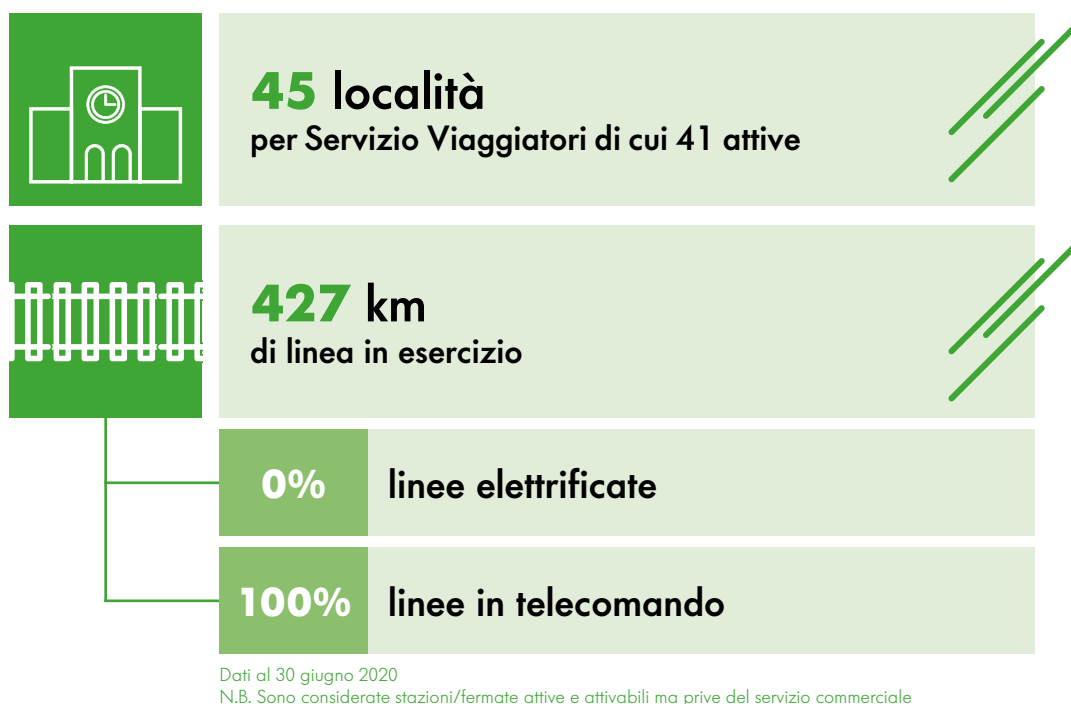 45 località
per Servizio Viaggiatori di cui 41 attive
427 km
di linea in esercizio
0% linee elettrificate
100% linee in telecomando
Dati al 30 giugno 2020
N.B. Sono considerate stazioni/fermate attive e attivabili ma prive del servizio commerciale